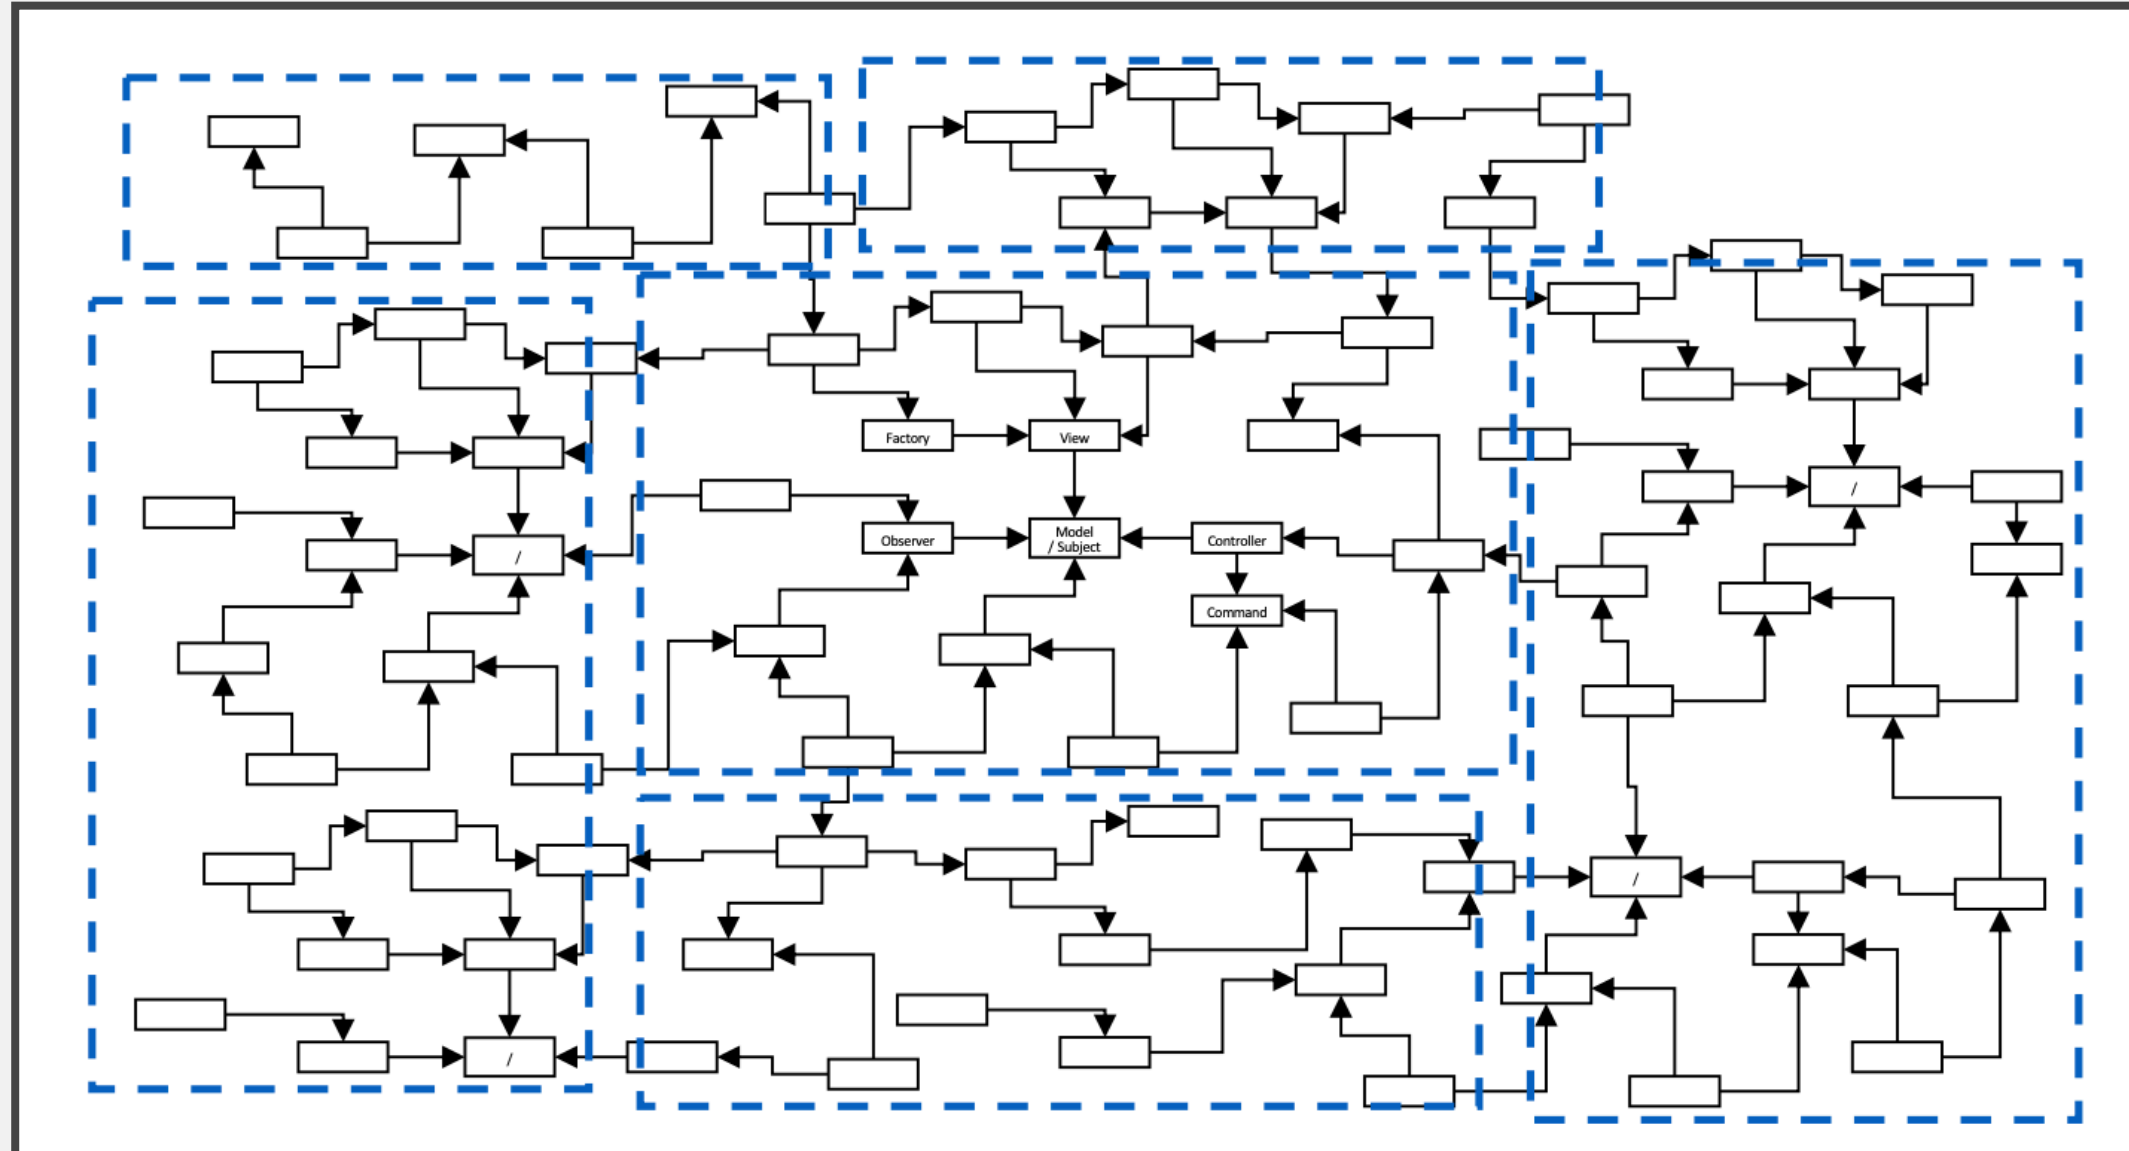 Factory
View
/
Observer
Model
/ Subject
Controller
/
Command
/
/